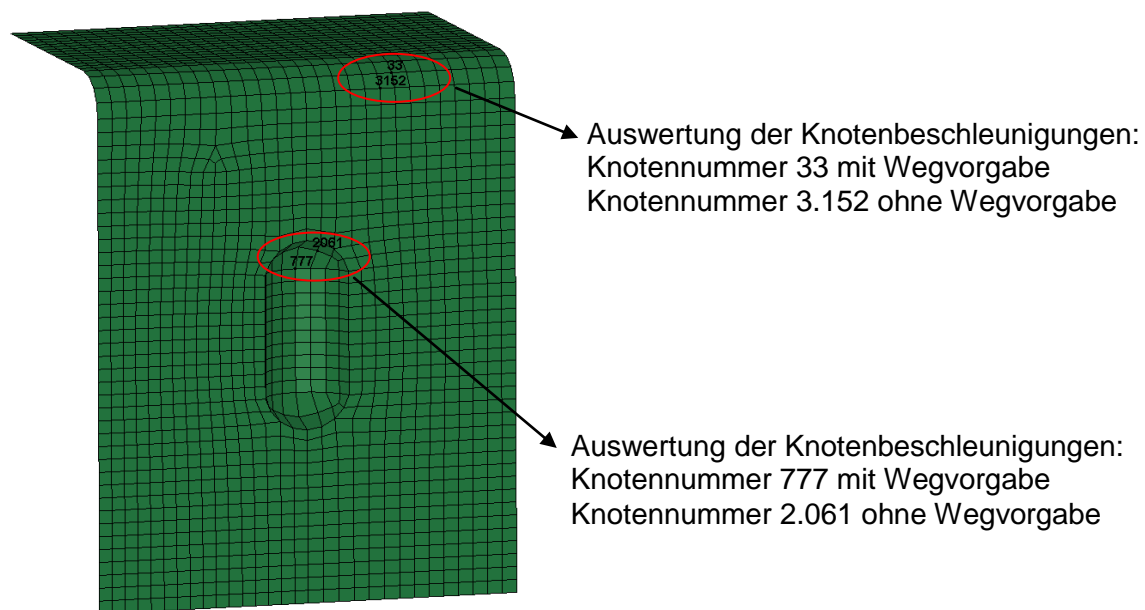 33
3152
Auswertung der Knotenbeschleunigungen:
Knotennummer 33 mit Wegvorgabe
Knotennummer 3.152 ohne Wegvorgabe
2061
777
Auswertung der Knotenbeschleunigungen:
Knotennummer 777 mit Wegvorgabe
Knotennummer 2.061 ohne Wegvorgabe